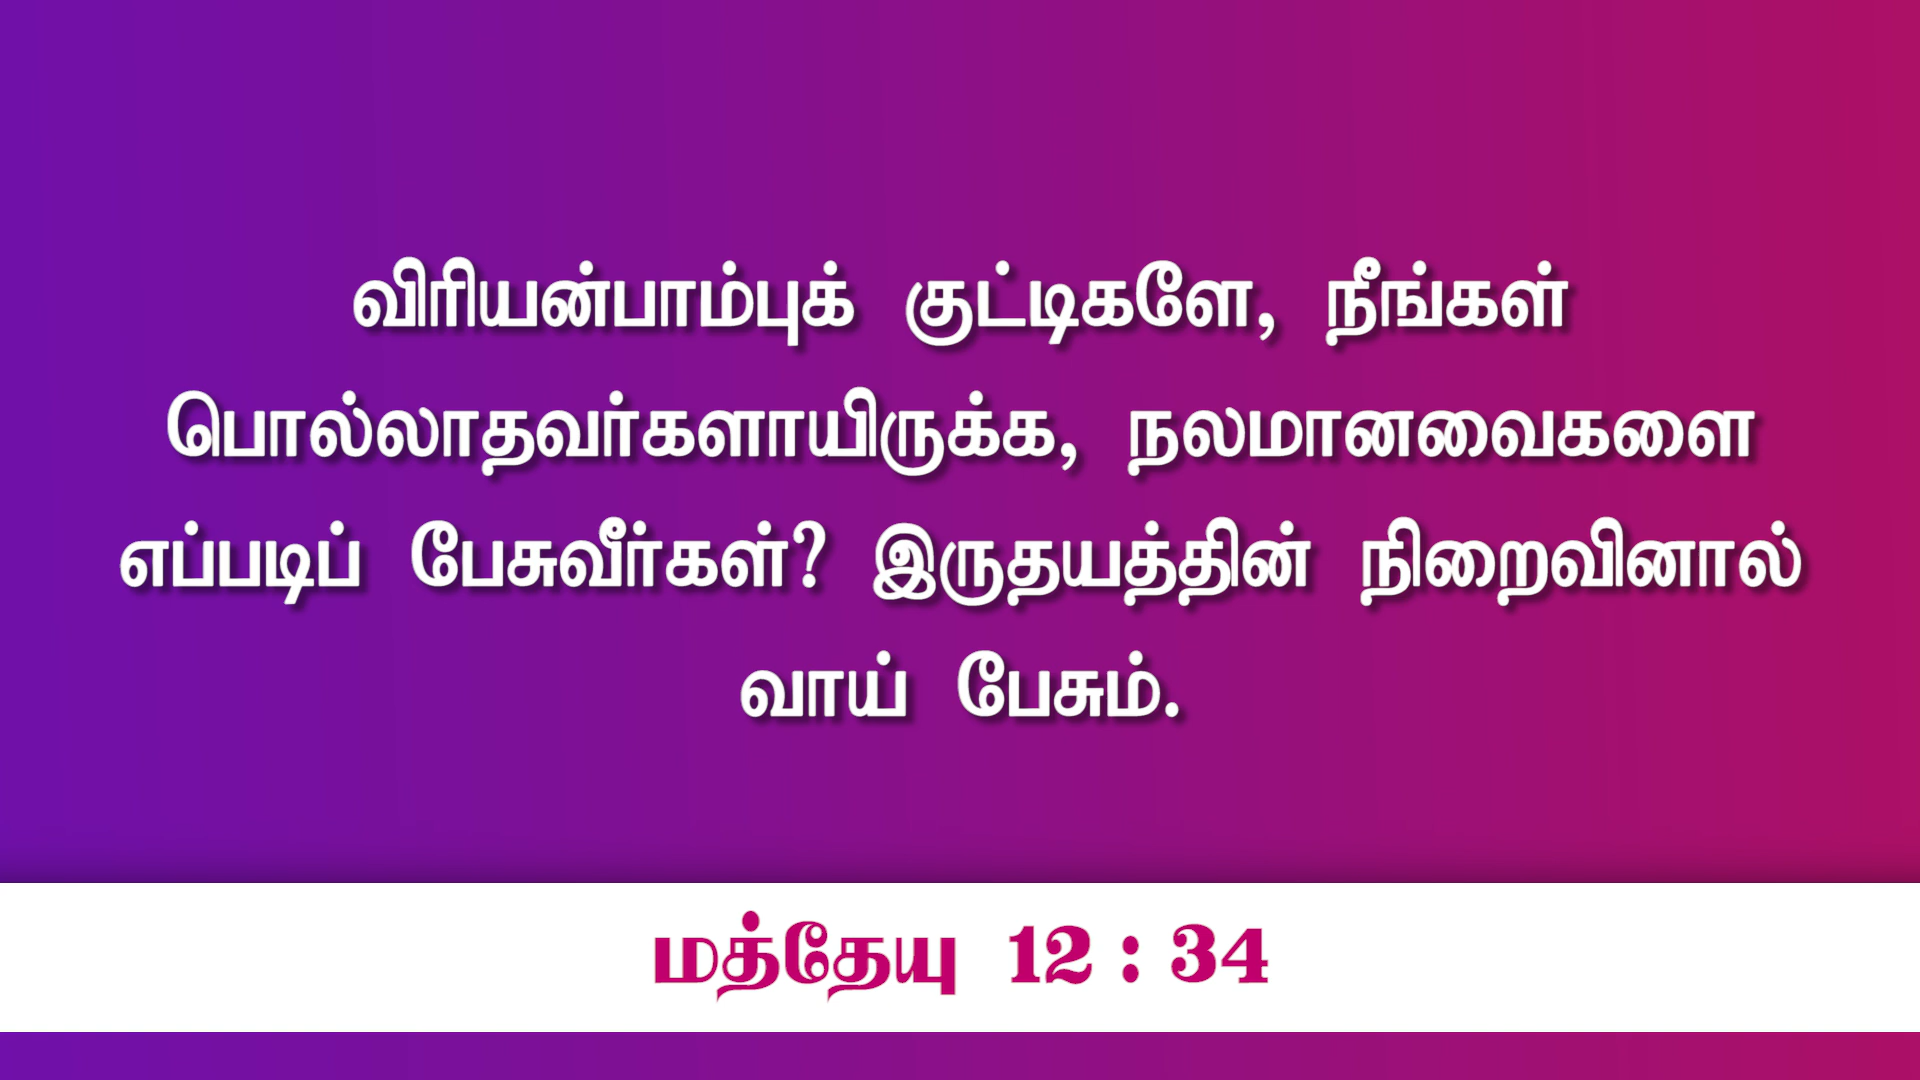 விரியன்பாம்புக் குட்டிகளே, நீங்கள்
பொல்லாதவர்களாயிருக்க, நலமானவைகளை
எப்படிப் பேசுவீர்கள்? இருதயத்தின் நிறைவினால்
வாய் பேசும்.
மத்தேயு 12 : 34